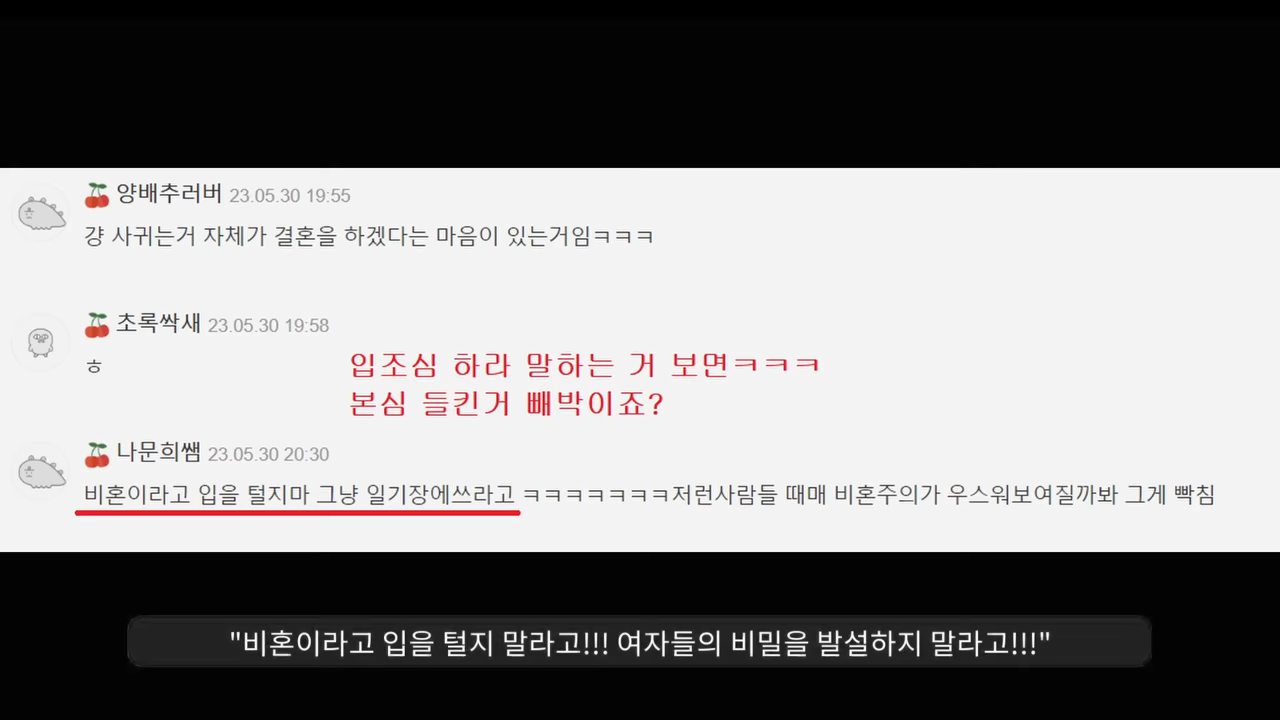 양배추러버 23.05.30 19:55
걍 사귀는거 자체가 결혼을 하겠다는 마음이 있는거임ㅋㅋㅋ
초록싹새 23.05.30 19:58
ㅎ
입조심 하라 말하는 거 보면ㅋㅋㅋ
본심 들킨거 빼박이죠?
나문희쌤 23.05.30 20:30
비혼이라고 입을 털지마 그냥 일기장에쓰라고 ㅋㅋㅋㅋㅋㅋㅋ저런사람들 때매 비혼주의가 우스워보여질까봐 그게 빡침
"비혼이라고 입을 털지 말라고!!! 여자들의 비밀을 발설하지 말라고!!!"